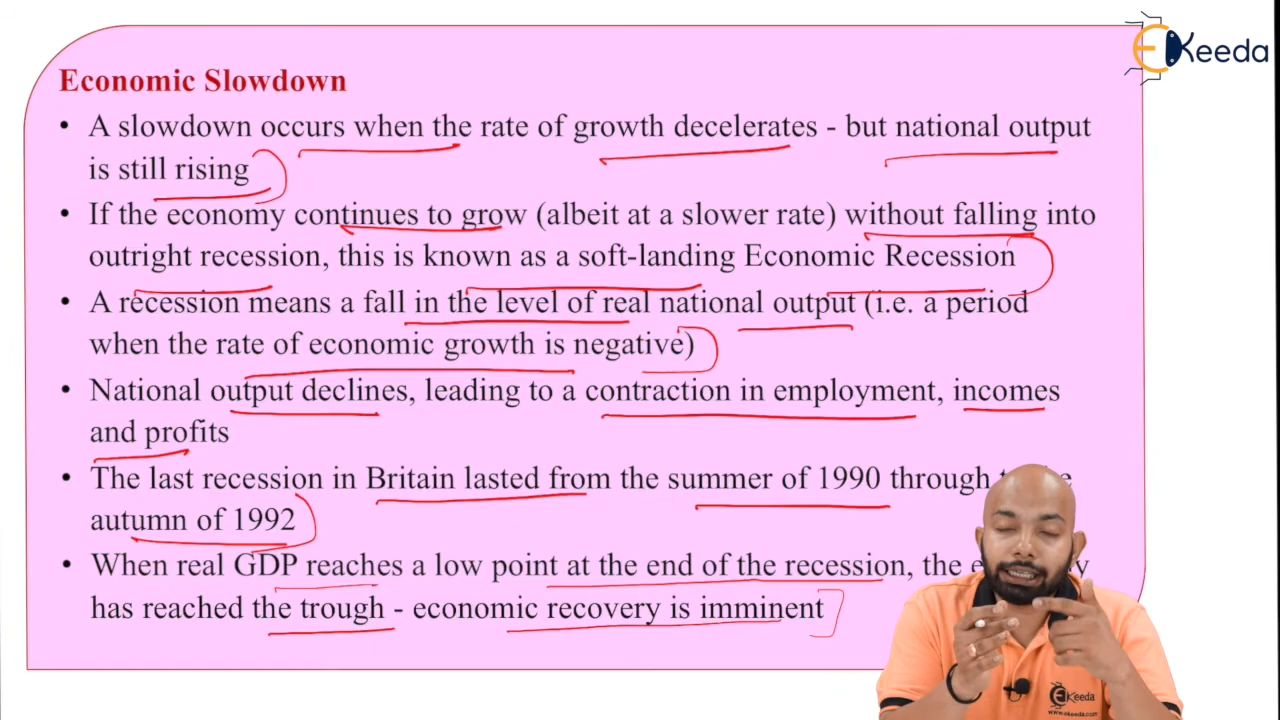 EKeeda
Economic Slowdown
• A slowdown occurs when the rate of growth decelerates - but national output
is still rising
• If the economy continues to grow (albeit at a slower rate) without falling into
outright recession, this is known as a soft-landing Economic Recession
• A recession means a fall in the level of real national output (i.e. a period
when the rate of economic growth is negative)
• National output declines, leading to a contraction in employment, incomes
and profits
• The last recession in Britain lasted from the summer of 1990 through
autumn of 1992
• When real GDP reaches a low point at the end of the recession, the
has reached the trough - economic recovery is imminent
EKeeda
www.ekeeda.com